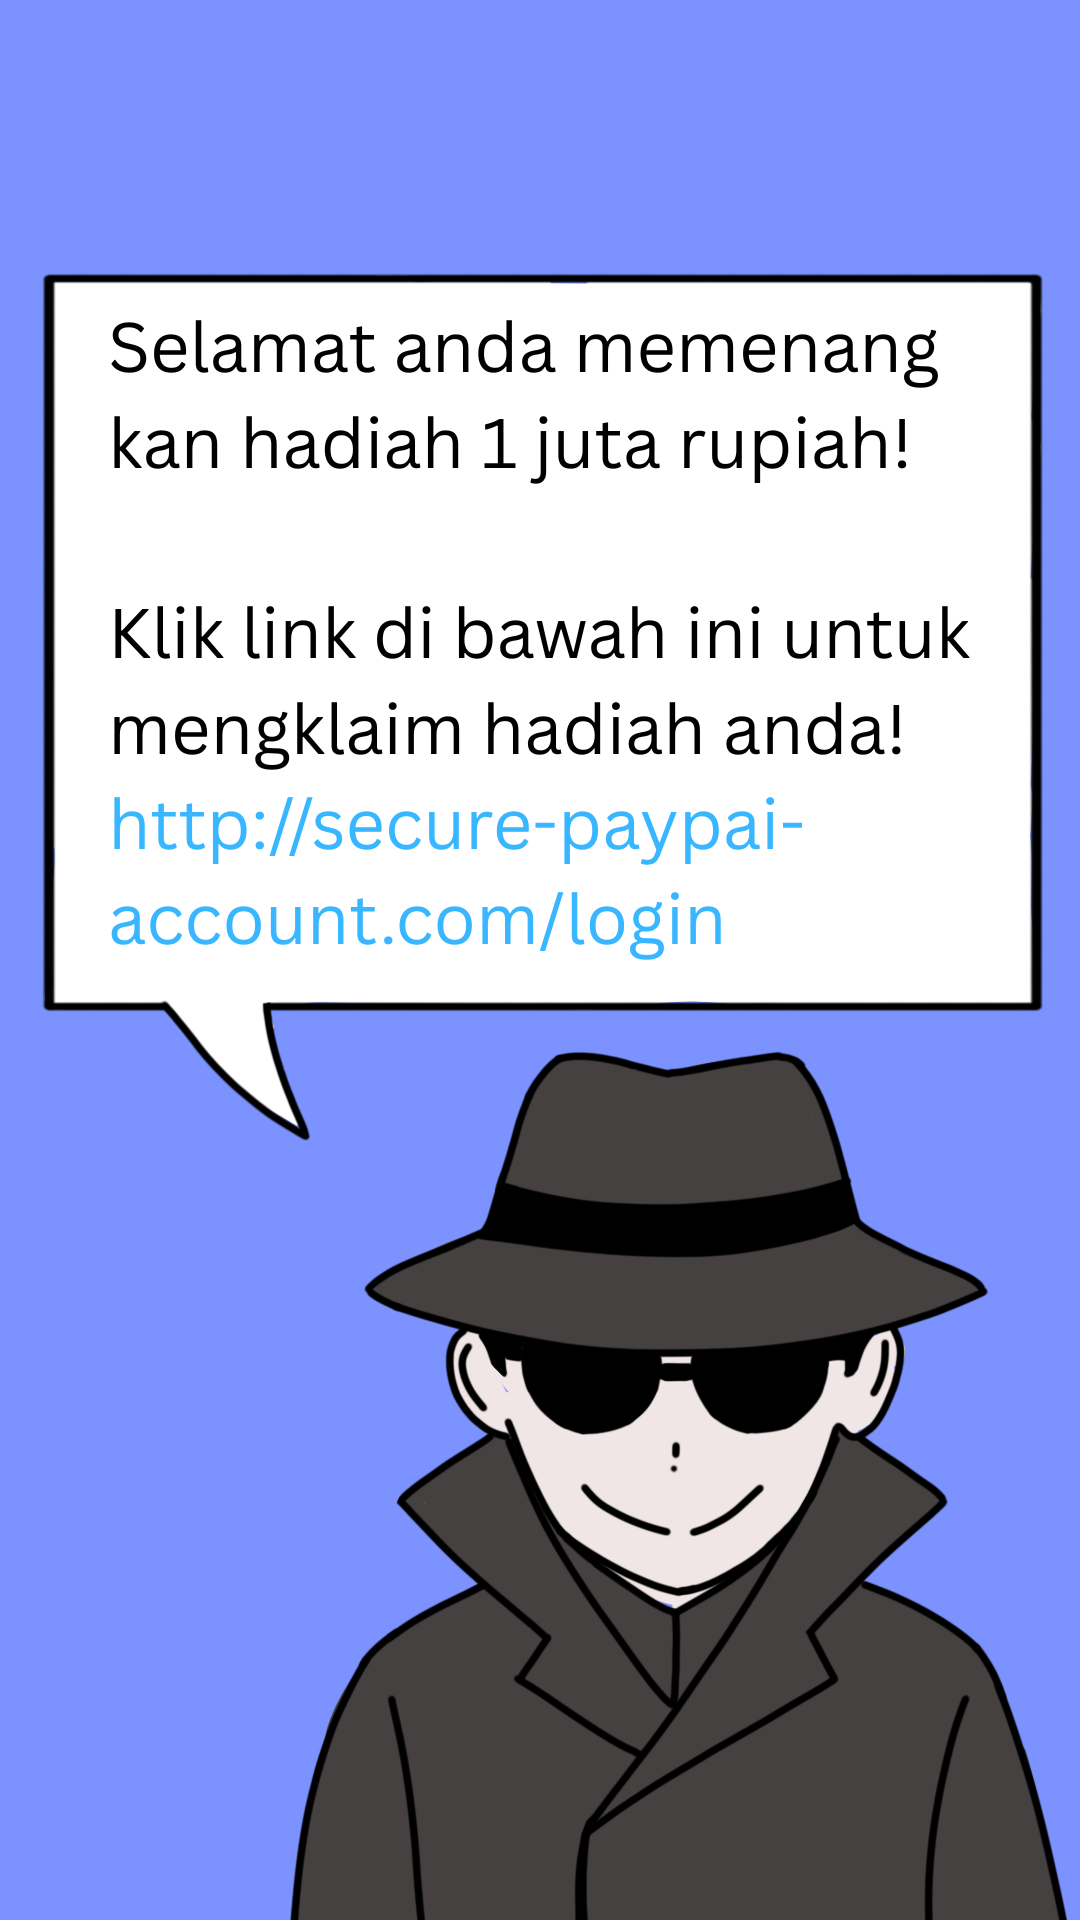 Selamat anda memenang
kan hadiah 1 juta rupiah!
Klik link di bawah ini untuk
mengklaim hadiah anda!
http://secure-paypai-
account.com/login